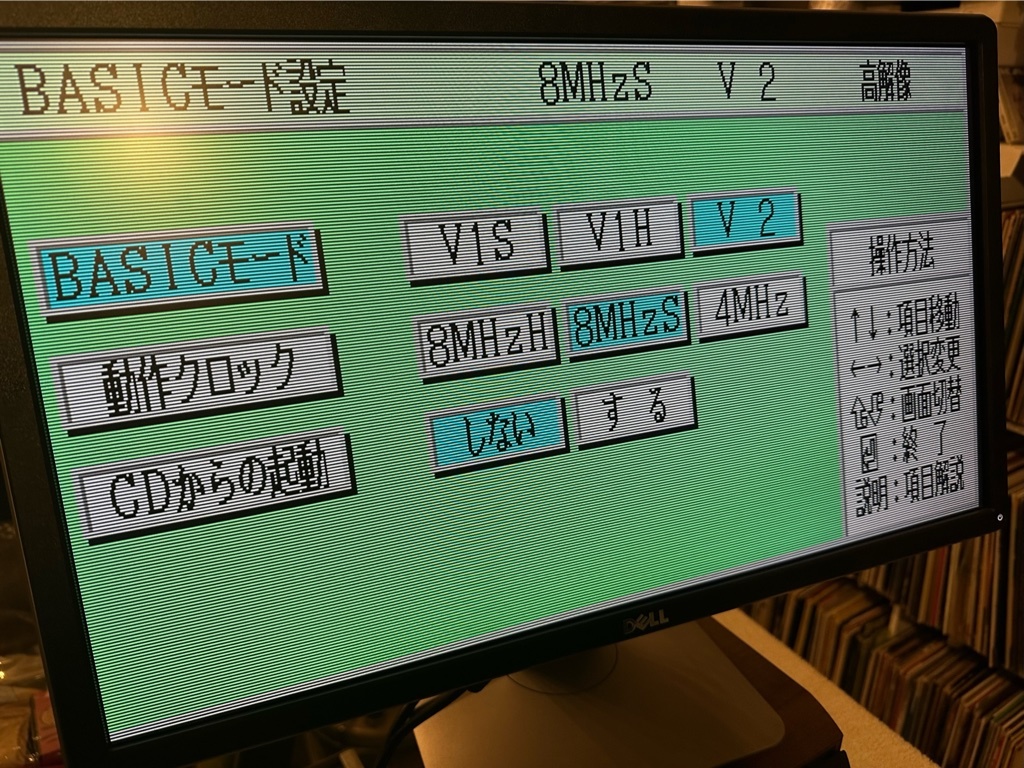 BASICモード設定 8MHzS V 2 高解像
BASICモード V1S V1H V 2
動作クロック 8MHzH 8MHzS 4MHz
CDからの起動 しない する
操作方法
↑↓:項目移動
←→:選択変更
:画面切替
:終 了
説明:項目解説
DELL